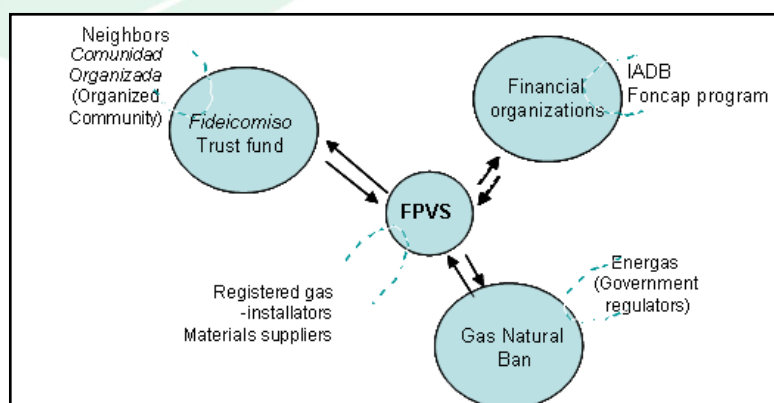 Neighbors
Comunidad
Organizada
(Organized
Community)
Fideicomiso
Trust fund
Financial
organizations
IADB
Foncap program
FPVS
Registered gas
-installators
Materials suppliers
Energas
(Government
regulators)
Gas Natural
Ban